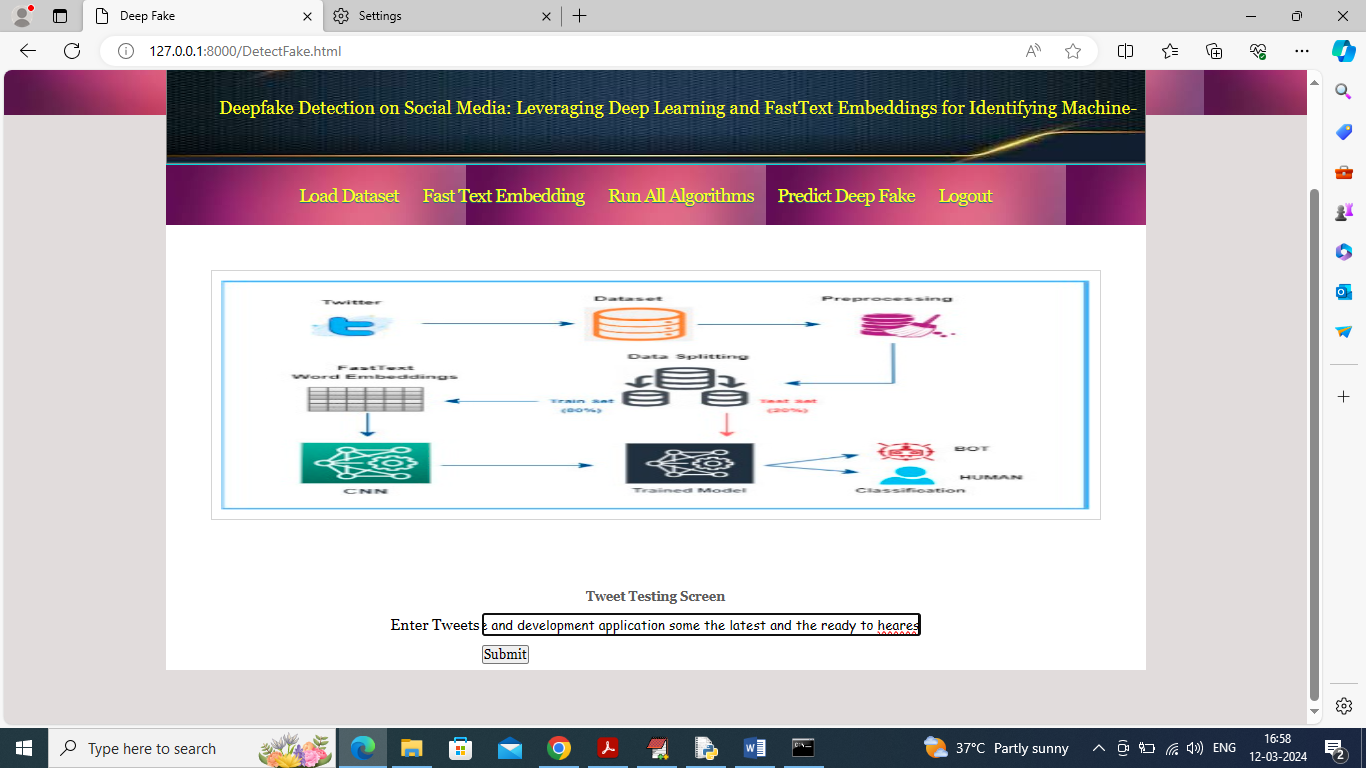 Deep Fake
Settings
127.0.0.1:8000/DetectFake.html
Deepfake Detection on Social Media: Leveraging Deep Learning and FastText Embeddings for Identifying Machine-
Load Dataset Fast Text Embedding Run All Algorithms Predict Deep Fake Logout
Twitter Dataset Preprocessing
FastText
Word Embeddings
Data Splitting
Train set
(80%)
Test set
(20%)
BOT
HUMAN
CNN Trained Model Classification
Tweet Testing Screen
Enter Tweets e and development application some the latest and the ready to heares
Submit
Type here to search
37°C Partly sunny
ENG
16:58
12-03-2024
2